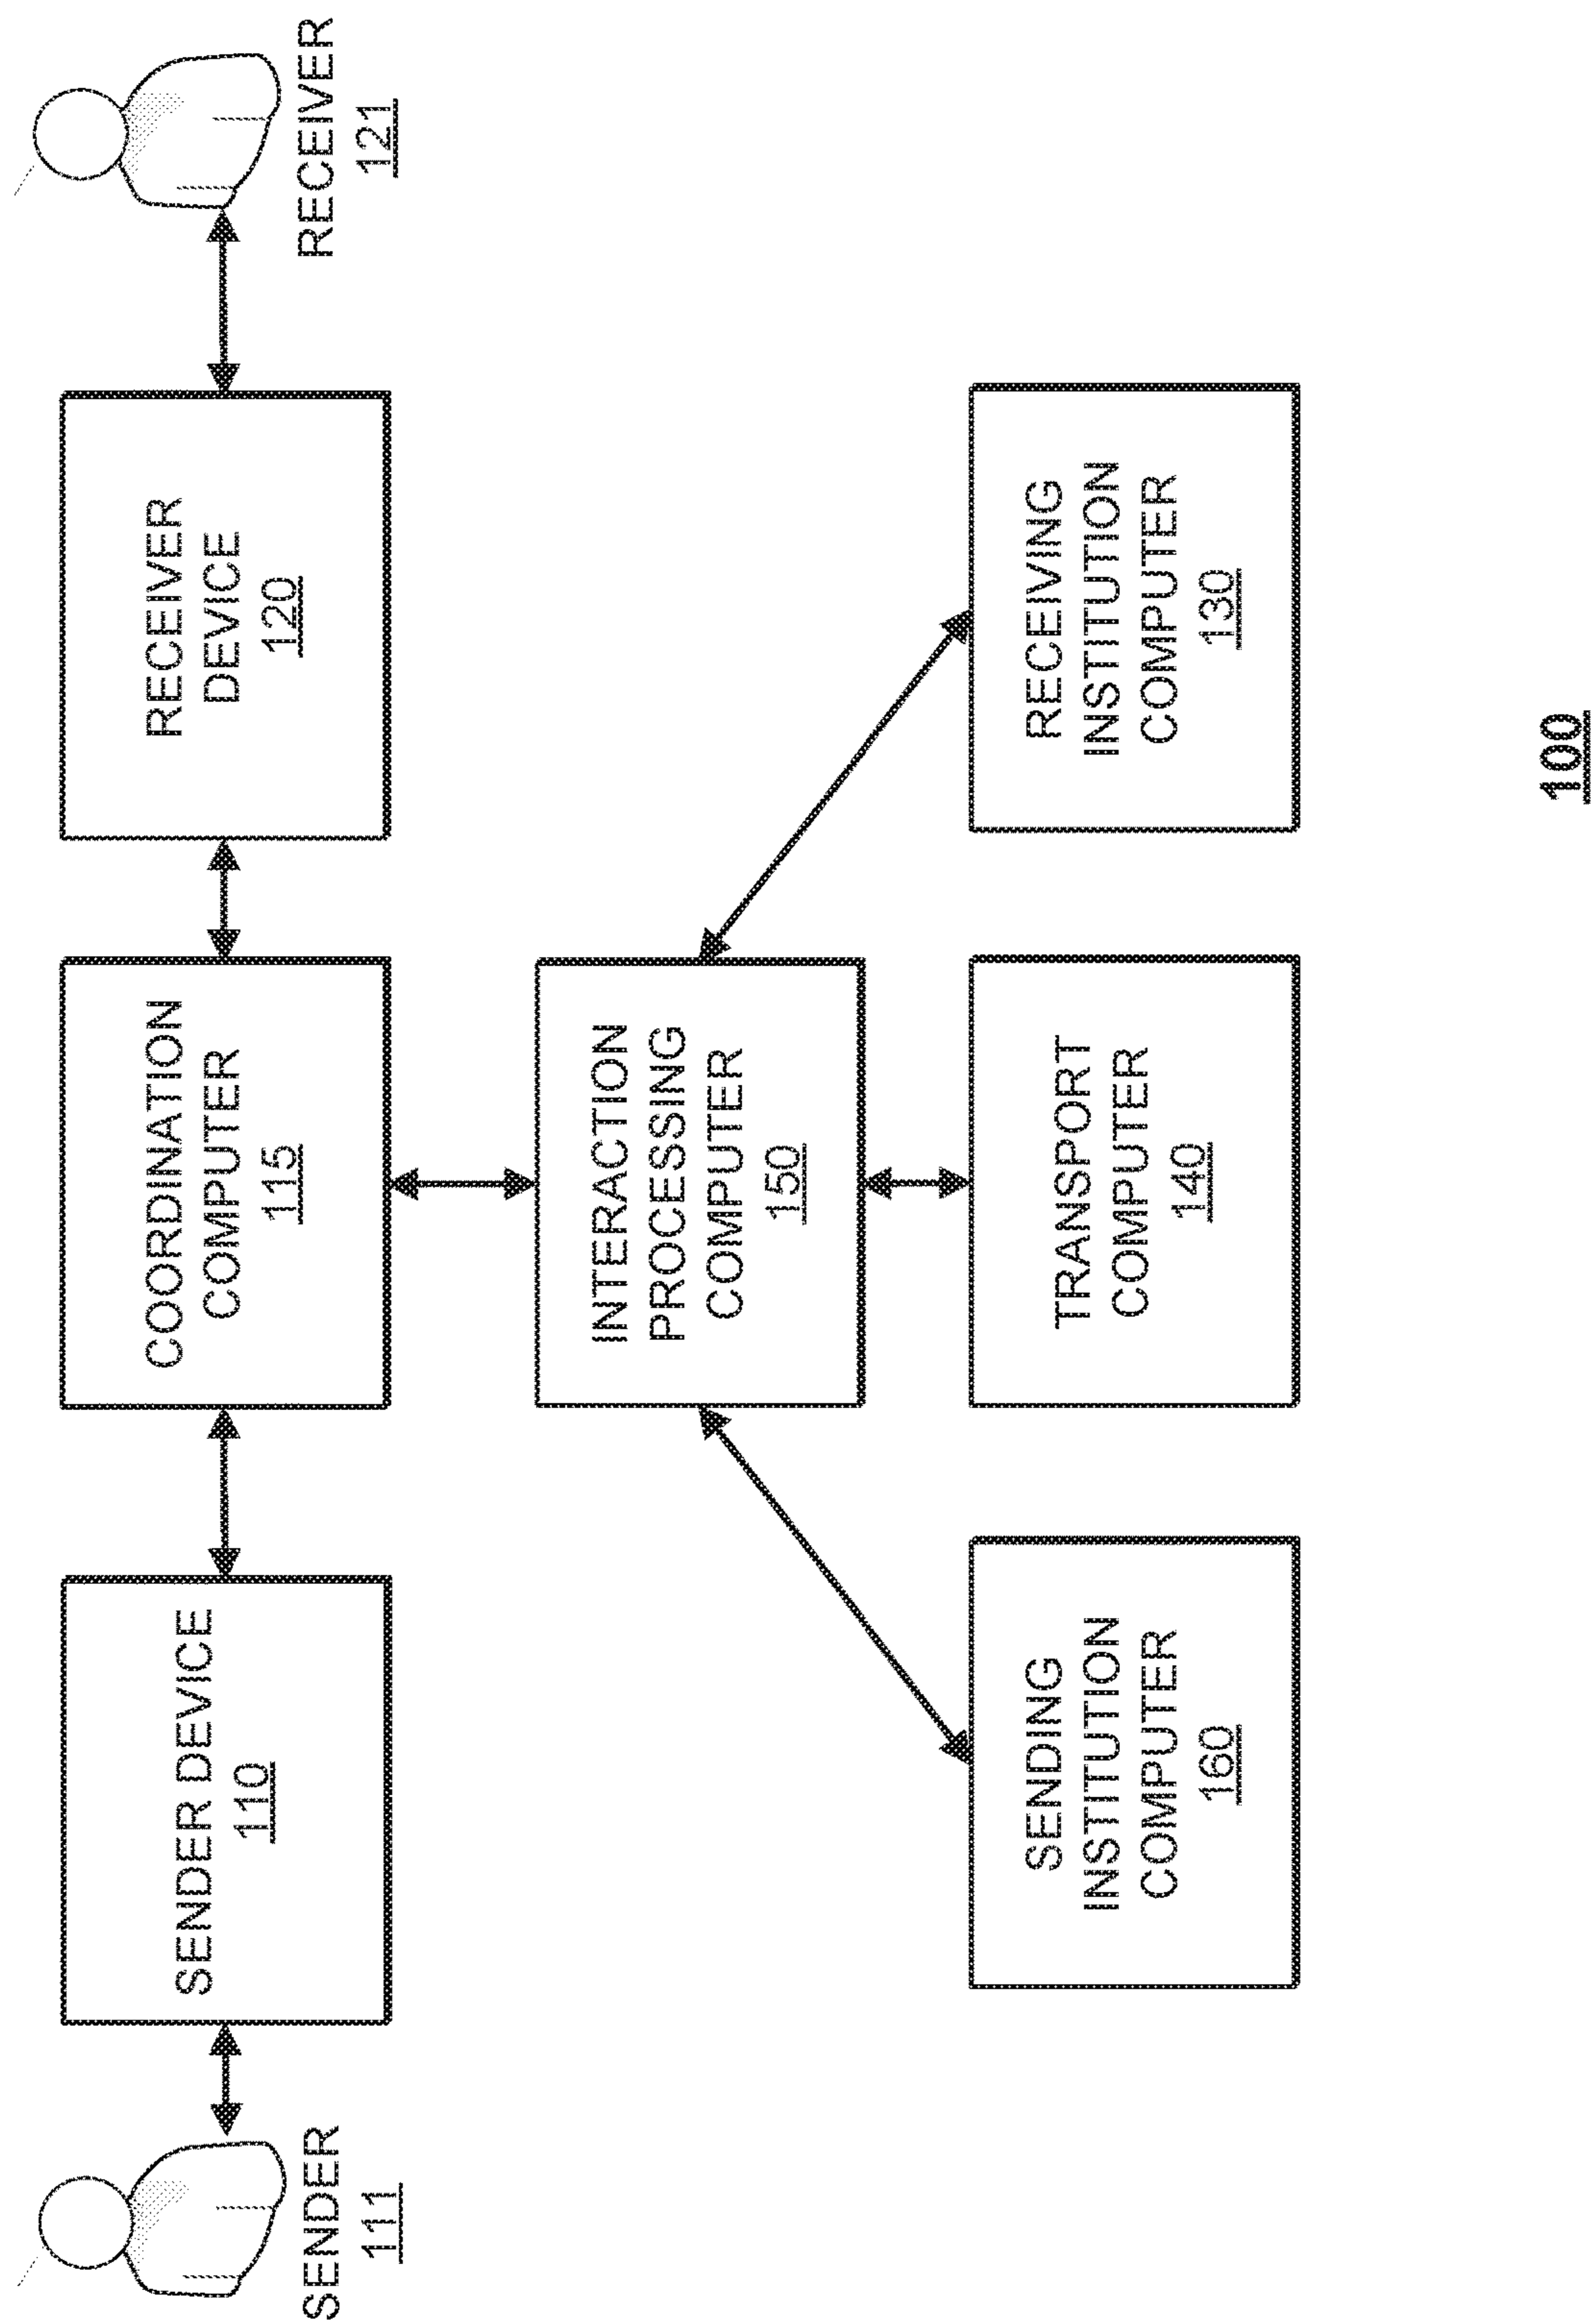 SENDER
111
SENDER DEVICE
110
COORDINATION
COMPUTER
115
RECEIVER
DEVICE
120
RECEIVER
121
INTERACTION
PROCESSING
COMPUTER
150
SENDING
INSTITUTION
COMPUTER
160
TRANSPORT
COMPUTER
140
RECEIVING
INSTITUTION
COMPUTER
130
100